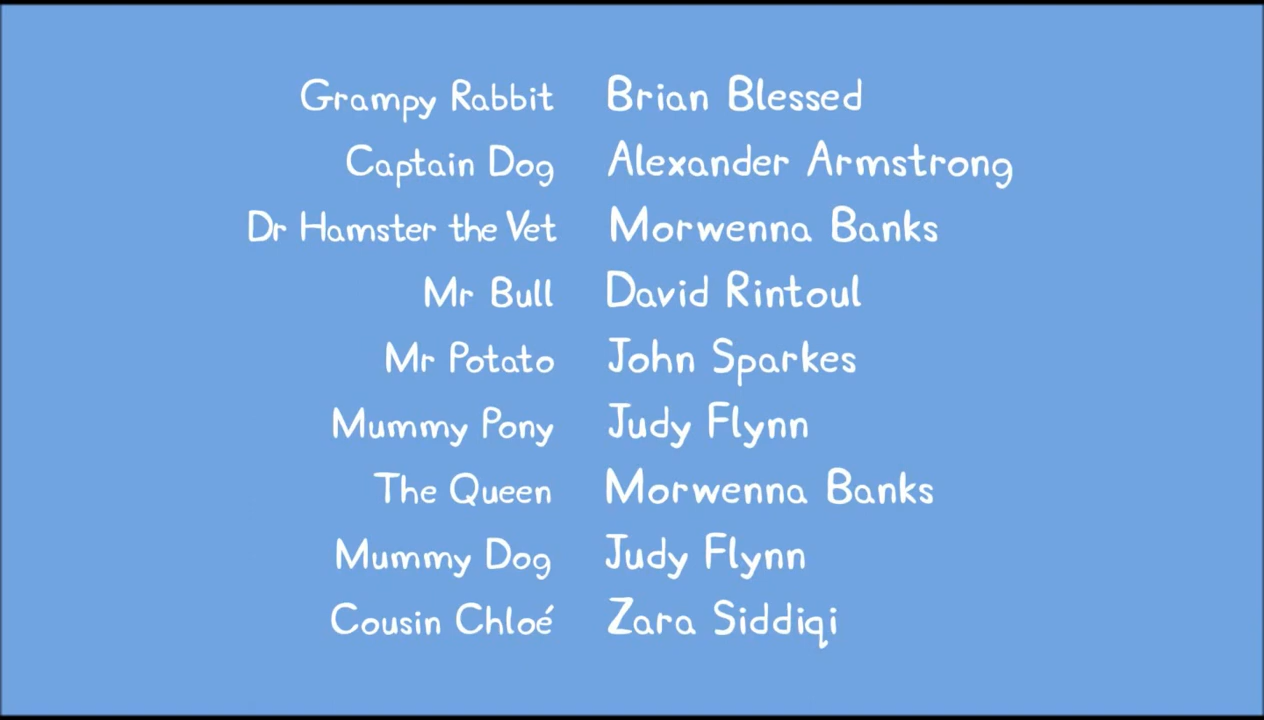 Grampy Rabbit Brian Blessed
Captain Dog Alexander Armstrong
Dr Hamster the Vet Morwenna Banks
Mr Bull David Rintoul
Mr Potato John Sparkes
Mummy Pony Judy Flynn
The Queen Morwenna Banks
Mummy Dog Judy Flynn
Cousin Chloé Zara Siddiqi